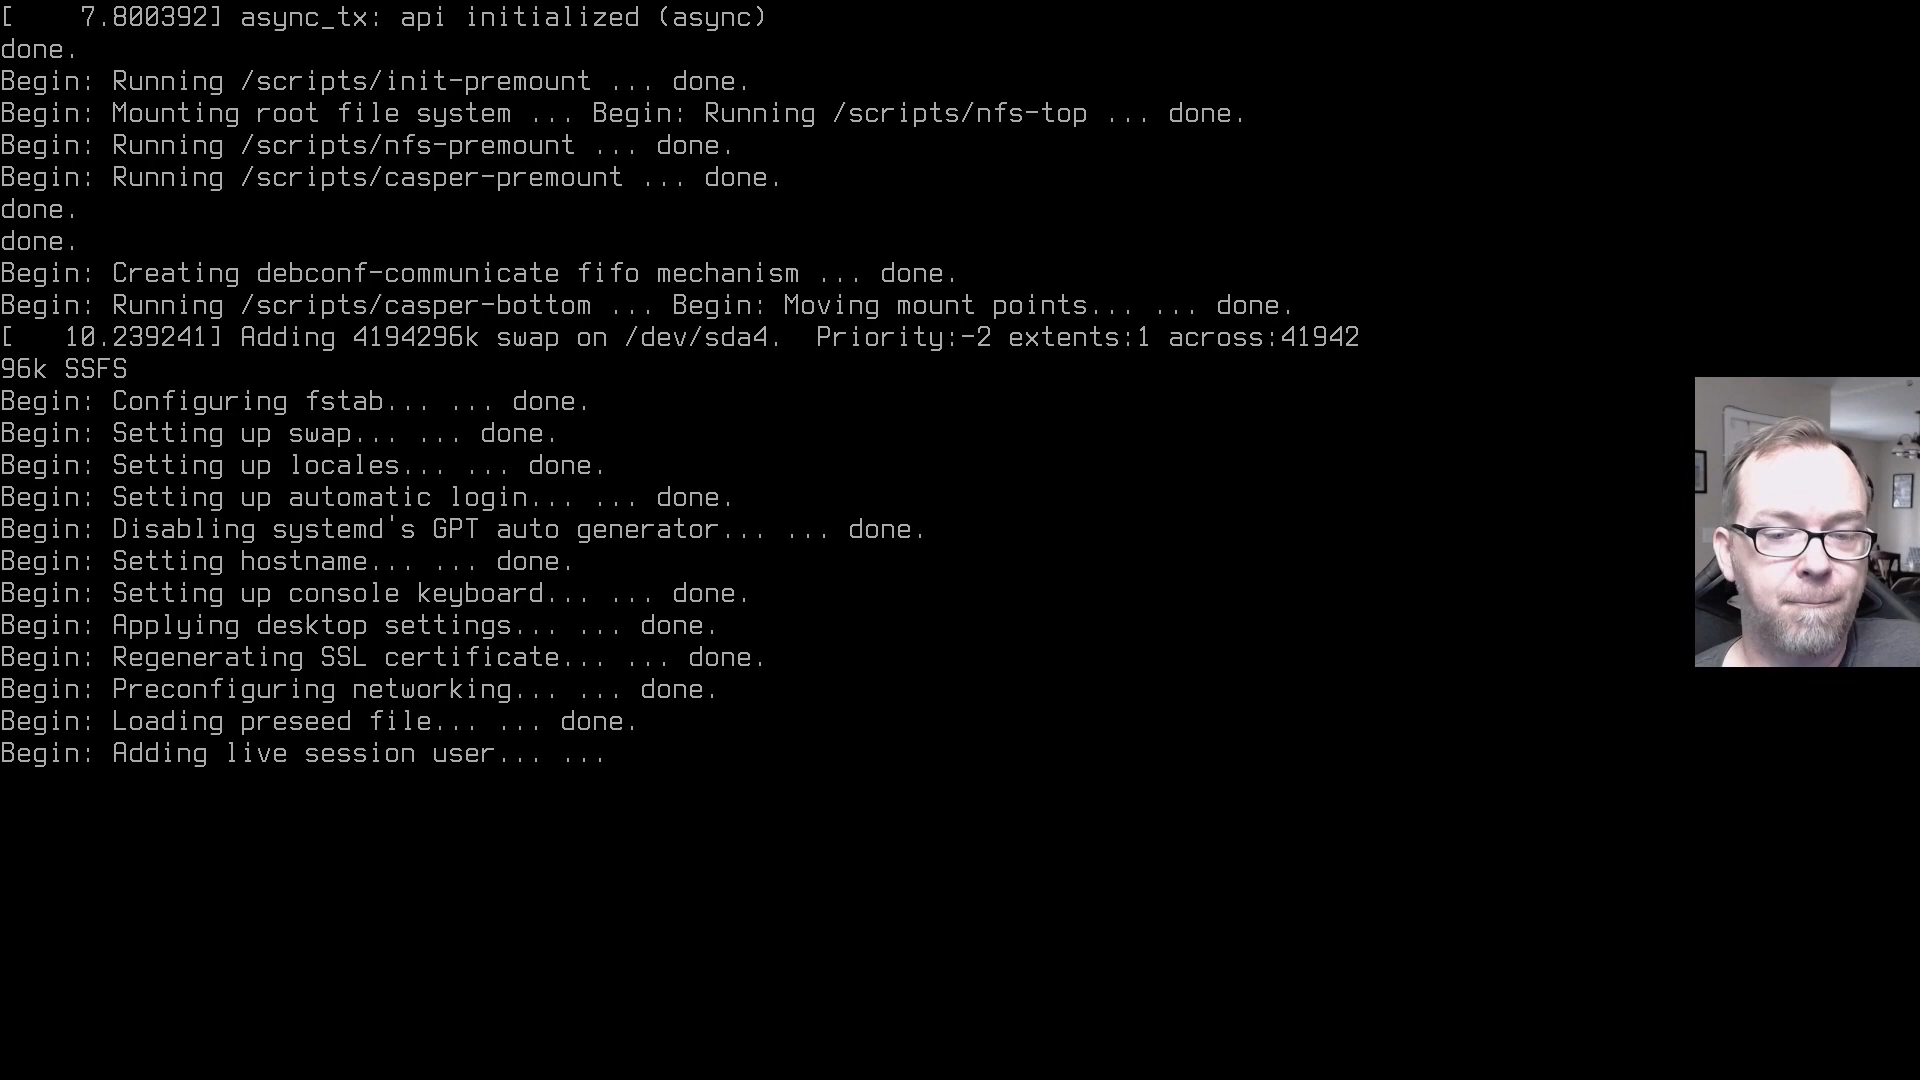 [    7.800392] async_tx: api initialized (async)
done.
Begin: Running /scripts/init-premount ... done.
Begin: Mounting root file system ... Begin: Running /scripts/nfs-top ... done.
Begin: Running /scripts/nfs-premount ... done.
Begin: Running /scripts/casper-premount ... done.
done.
done.
Begin: Creating debconf-communicate fifo mechanism ... done.
Begin: Running /scripts/casper-bottom ... Begin: Moving mount points... ... done.
[   10.239241] Adding 4194296k swap on /dev/sda4.  Priority:-2 extents:1 across:41942
96k SSFS
Begin: Configuring fstab... ... done.
Begin: Setting up swap... ... done.
Begin: Setting up locales... ... done.
Begin: Setting up automatic login... ... done.
Begin: Disabling systemd's GPT auto generator... ... done.
Begin: Setting hostname... ... done.
Begin: Setting up console keyboard... ... done.
Begin: Applying desktop settings... ... done.
Begin: Regenerating SSL certificate... ... done.
Begin: Preconfiguring networking... ... done.
Begin: Loading preseed file... ... done.
Begin: Adding live session user... ...